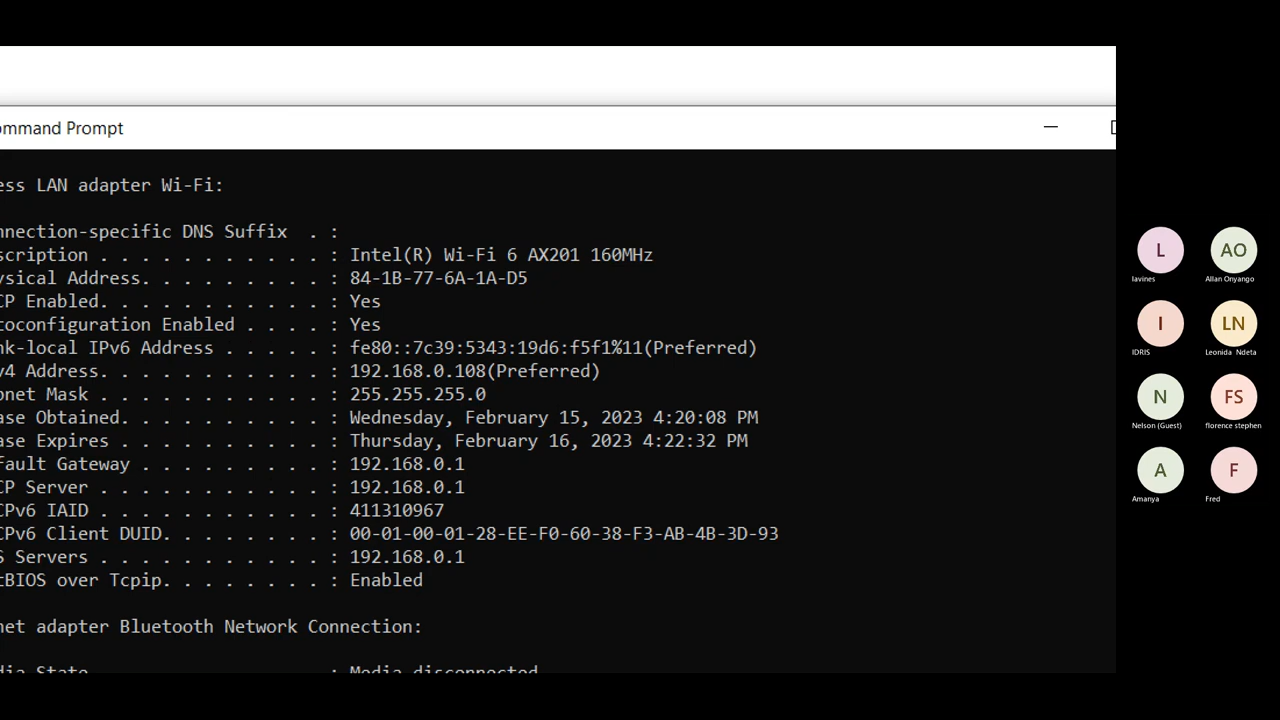 ommand Prompt
ess LAN adapter Wi-Fi:
nnection-specific DNS Suffix . :
scription . . . . . . . . . . . : Intel(R) Wi-Fi 6 AX201 160MHz
ysical Address. . . . . . . . . : 84-1B-77-6A-1A-D5
CP Enabled. . . . . . . . . . . : Yes
toconfiguration Enabled . . . . : Yes
nk-local IPv6 Address . . . . . : fe80::7c39:5343:19d6:f5f1%11(Preferred)
v4 Address. . . . . . . . . . . : 192.168.0.108(Preferred)
bnet Mask . . . . . . . . . . . : 255.255.255.0
ase Obtained. . . . . . . . . . : Wednesday, February 15, 2023 4:20:08 PM
ase Expires . . . . . . . . . . : Thursday, February 16, 2023 4:22:32 PM
fault Gateway . . . . . . . . . : 192.168.0.1
CP Server . . . . . . . . . . . : 192.168.0.1
CPv6 IAID . . . . . . . . . . . : 411310967
CPv6 Client DUID. . . . . . . . : 00-01-00-01-28-EE-F0-60-38-F3-AB-4B-3D-93
S Servers . . . . . . . . . . . : 192.168.0.1
tBIOS over Tcpip. . . . . . . . : Enabled
net adapter Bluetooth Network Connection:
dia State : Media disconnected
L AO
lavines Allan Onyango
I LN
IDRIS Leonida Ndeta
N FS
Nelson (Guest) florence stephen
A F
Amanya Fred